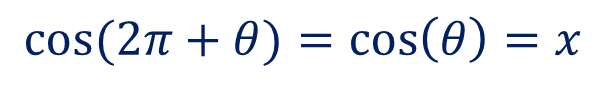 cos(2π + θ) = cos(θ) = x